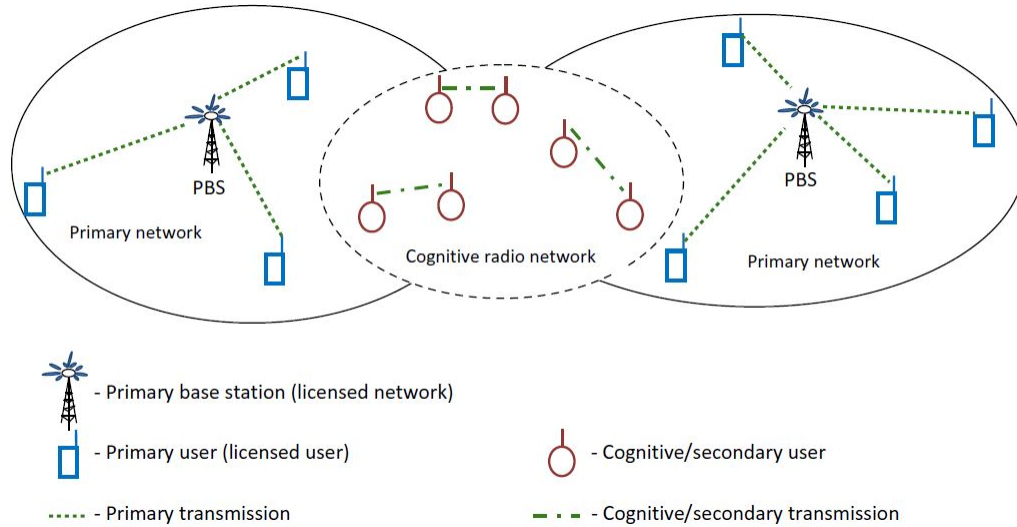 PBS
PBS
Primary network
Cognitive radio network
Primary network
- Primary base station (licensed network)
- Primary user (licensed user)
- Cognitive/secondary user
- Primary transmission
- Cognitive/secondary transmission